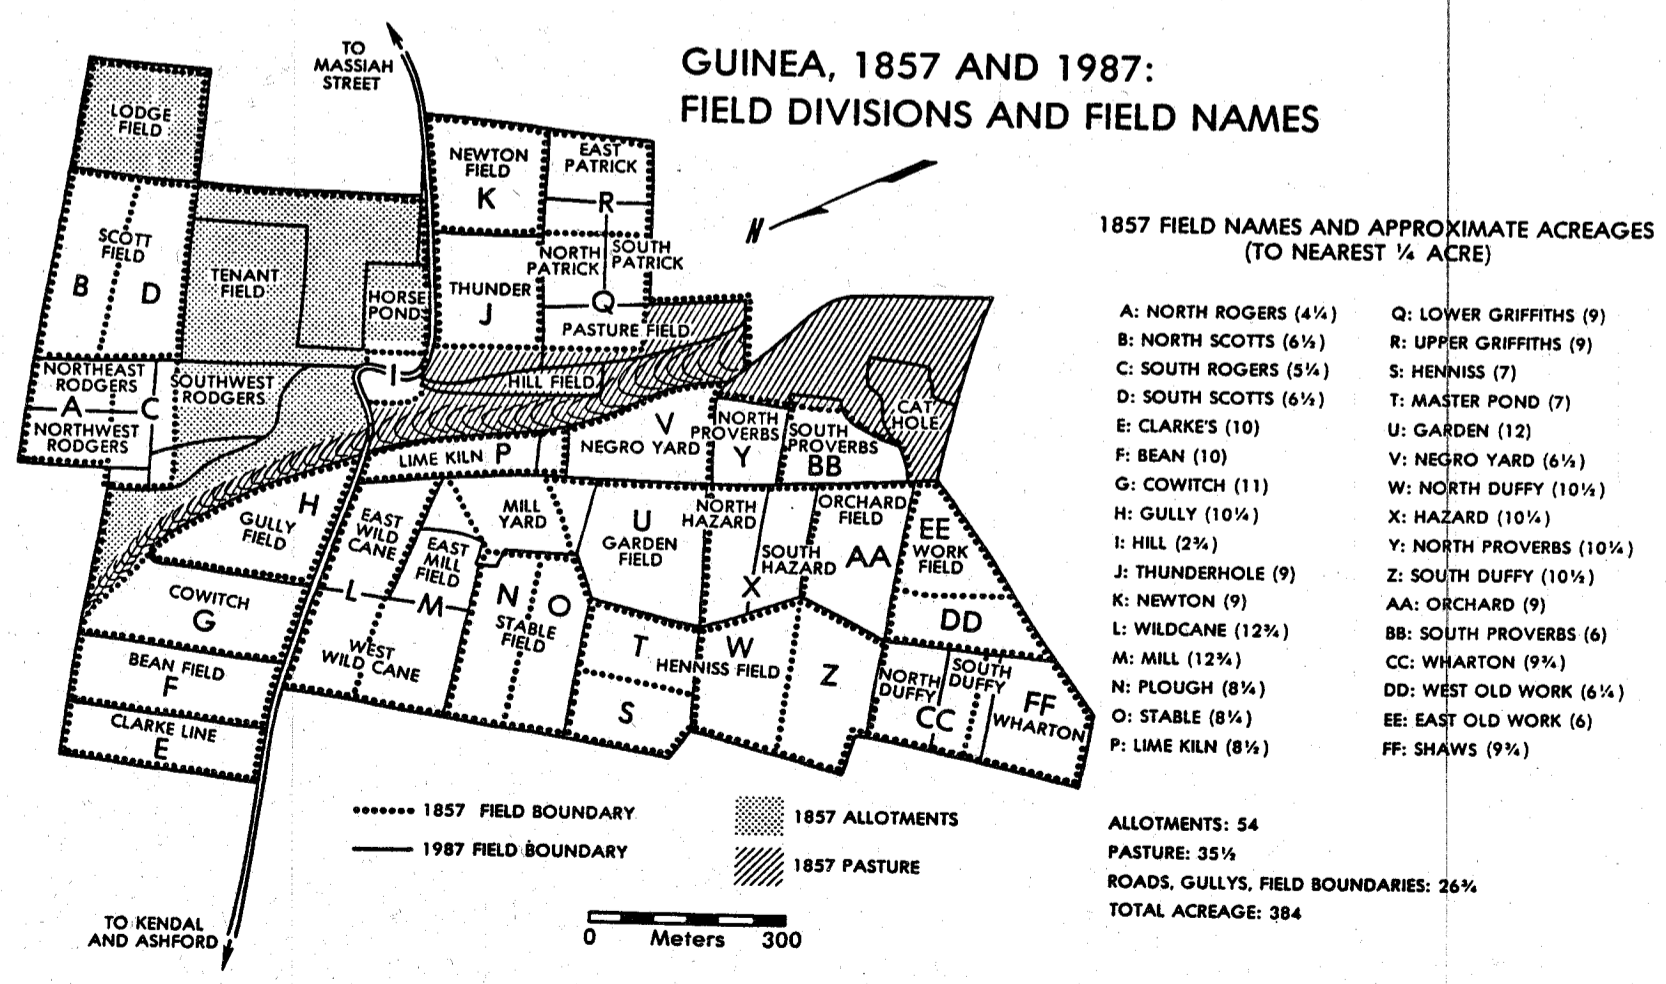 GUINEA, 1857 AND 1987:
FIELD DIVISIONS AND FIELD NAMES
TO
MASSIAH
STREET
N
LODGE
FIELD
SCOTT
FIELD
B
D
TENANT
FIELD
HORSE
POND
NEWTON
FIELD
K
EAST
PATRICK
R
NORTH
PATRICK
SOUTH
PATRICK
THUNDER
J
Q
PASTURE FIELD
NORTHEAST
RODGERS
A
C
NORTHWEST
RODGERS
SOUTHWEST
RODGERS
I
HILL FIELD
CAT
HOLE
V
NEGRO YARD
NORTH
PROVERBS
Y
SOUTH
PROVERBS
BB
LIME KILN P
H
GULLY
FIELD
EAST
WILD
CANE
MILL
YARD
EAST
MILL
FIELD
U
GARDEN
FIELD
NORTH
HAZARD
SOUTH
HAZARD
X
ORCHARD
FIELD
AA
EE
WORK
FIELD
DD
COWITCH
G
L
M
N
O
STABLE
FIELD
WEST
WILD CANE
T
W
HENNISS FIELD
Z
S
NORTH
DUFFY
SOUTH
DUFFY
CC
FF
WHARTON
BEAN FIELD
F
CLARKE LINE
E
TO KENDAL
AND ASHFORD
1857 FIELD BOUNDARY
1987 FIELD BOUNDARY
1857 ALLOTMENTS
1857 PASTURE
0 Meters 300
1857 FIELD NAMES AND APPROXIMATE ACREAGES
(TO NEAREST ¼ ACRE)
A: NORTH ROGERS (4¼)
B: NORTH SCOTTS (6½)
C: SOUTH ROGERS (5¼)
D: SOUTH SCOTTS (6½)
E: CLARKE'S (10)
F: BEAN (10)
G: COWITCH (11)
H: GULLY (10¼)
I: HILL (2¾)
J: THUNDERHOLE (9)
K: NEWTON (9)
L: WILDCANE (12¾)
M: MILL (12¾)
N: PLOUGH (8¼)
O: STABLE (8¼)
P: LIME KILN (8½)
Q: LOWER GRIFFITHS (9)
R: UPPER GRIFFITHS (9)
S: HENNISS (7)
T: MASTER POND (7)
U: GARDEN (12)
V: NEGRO YARD (6½)
W: NORTH DUFFY (10½)
X: HAZARD (10¼)
Y: NORTH PROVERBS (10¼)
Z: SOUTH DUFFY (10½)
AA: ORCHARD (9)
BB: SOUTH PROVERBS (6)
CC: WHARTON (9¾)
DD: WEST OLD WORK (6¼)
EE: EAST OLD WORK (6)
FF: SHAWS (9¾)
ALLOTMENTS: 54
PASTURE: 35½
ROADS, GULLYS, FIELD BOUNDARIES: 26¾
TOTAL ACREAGE: 384